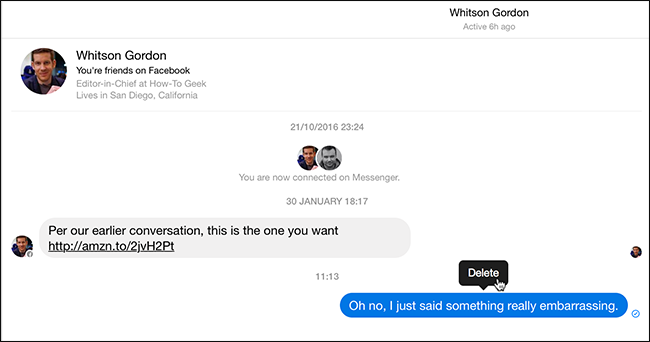 Whitson Gordon
Active 6h ago
Whitson Gordon
You're friends on Facebook
Editor-in-Chief at How-To Geek
Lives in San Diego, California
21/10/2016 23:24
You are now connected on Messenger.
30 JANUARY 18:17
Per our earlier conversation, this is the one you want
http://amzn.to/2jvH2Pt
11:13
Delete
Oh no, I just said something really embarrassing.